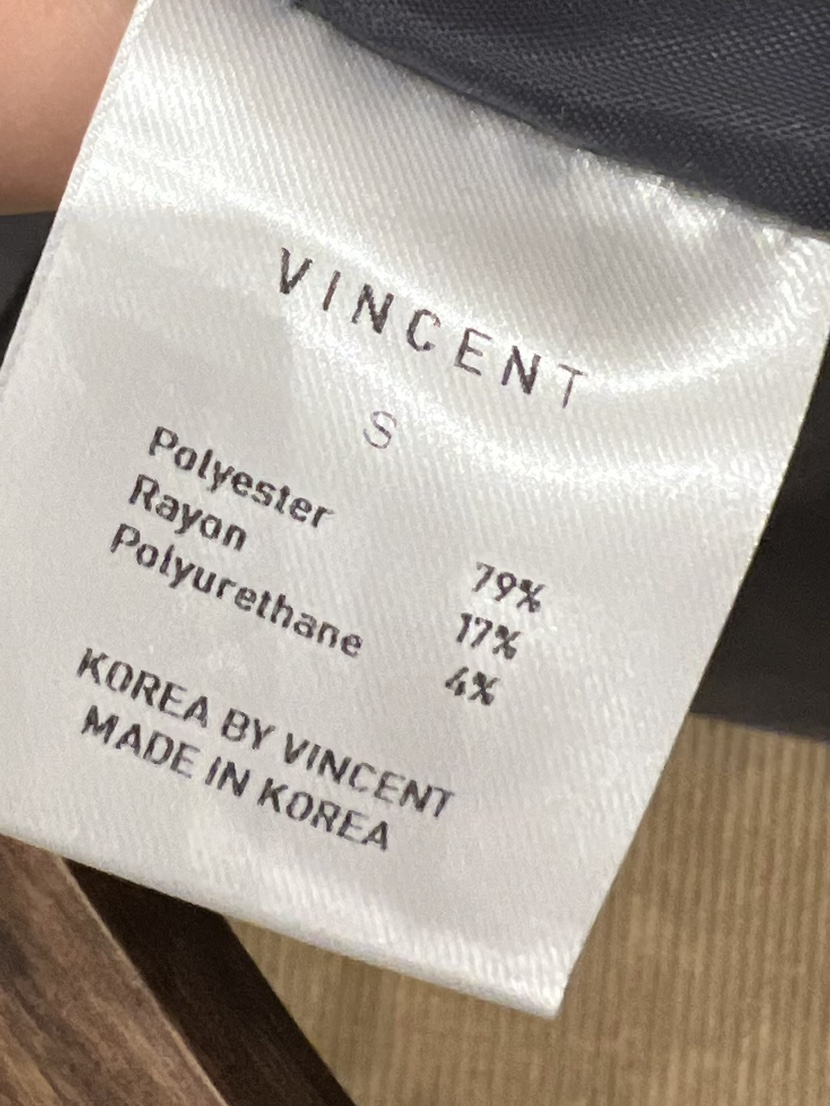 VINCENT
S
Polyester 79%
Rayon 17%
Polyurethane 4%
KOREA BY VINCENT
MADE IN KOREA